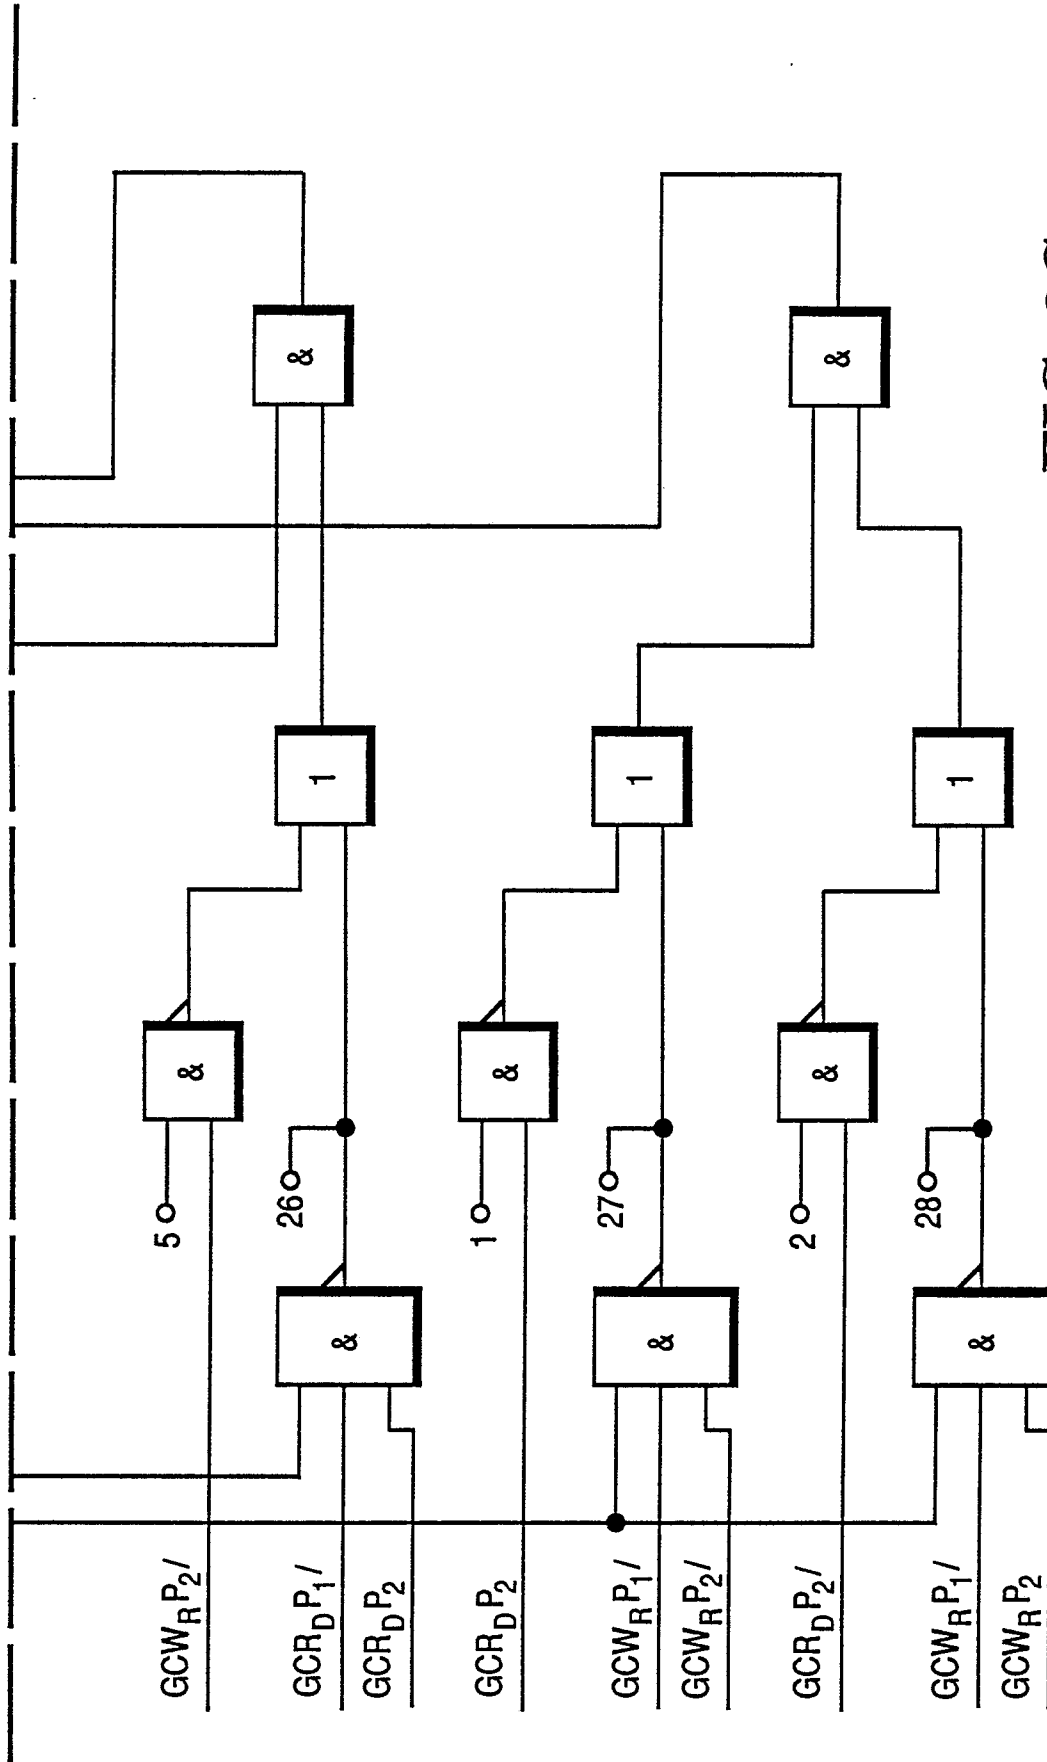 GCW_RP_2/
5
&
GCR_DP_1/
GCR_DP_2
&
26
1
&
GCR_DP_2
1
&
GCW_RP_1/
GCW_RP_2/
&
27
1
GCR_DP_2/
2
&
&
GCW_RP_1/
GCW_RP_2
&
28
1